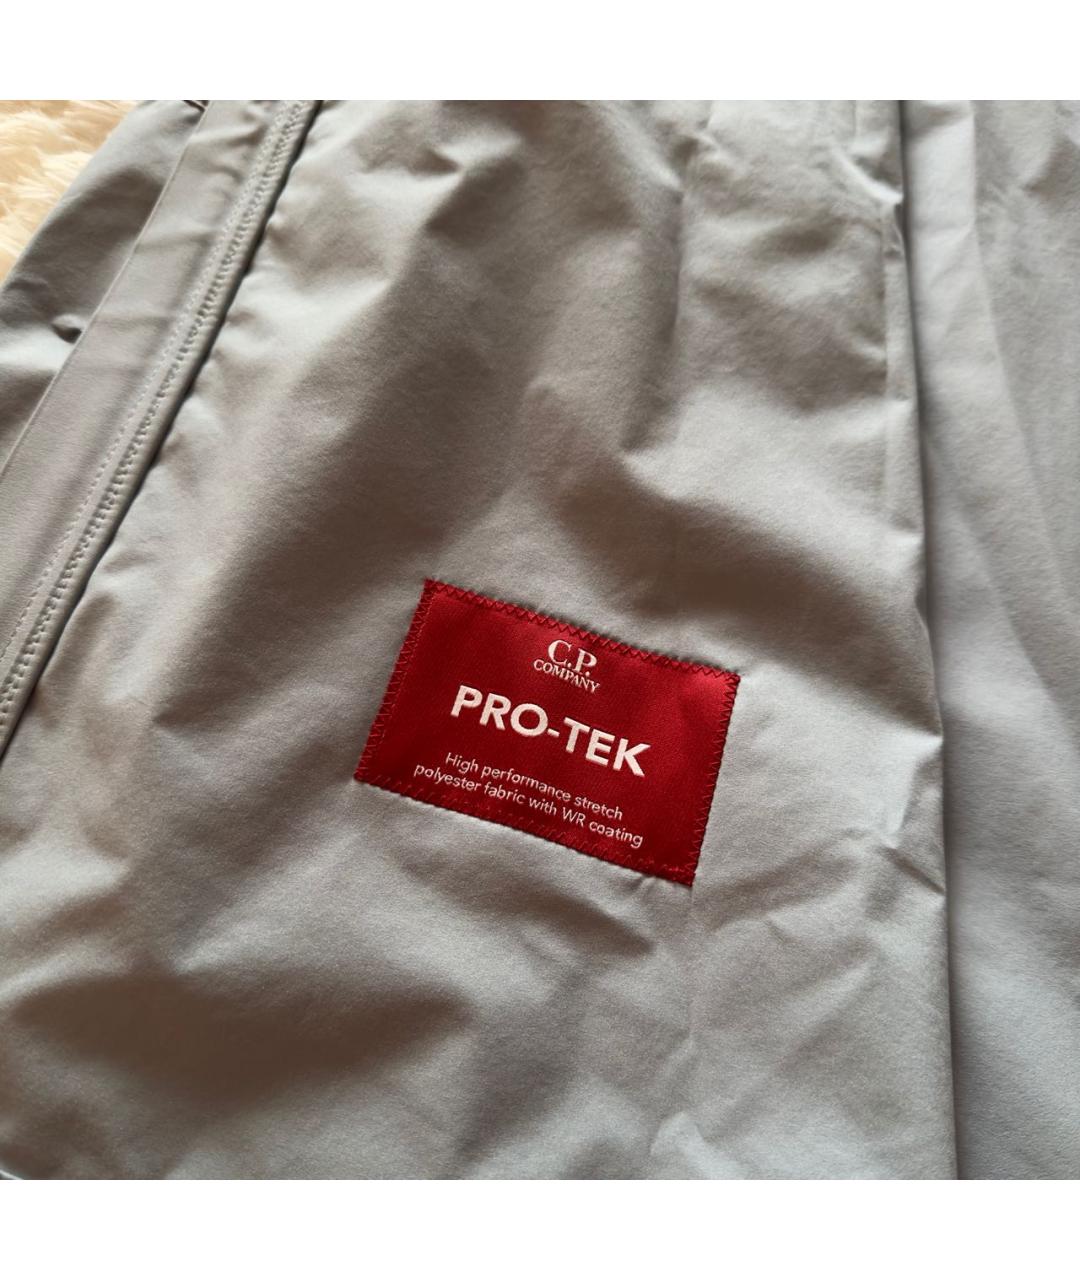 C.P.
COMPANY
PRO-TEK
High performance stretch
polyester fabric with WR coating